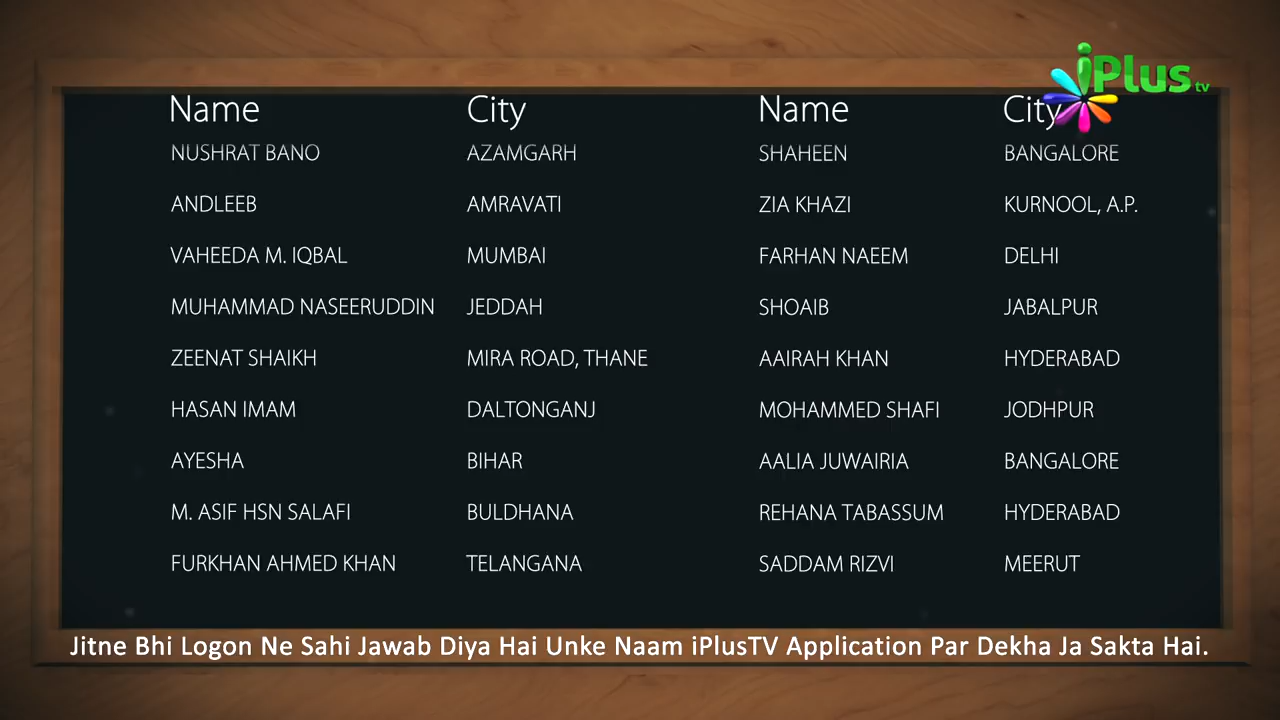 iPlus tv
Name City Name City
NUSHRAT BANO AZAMGARH SHAHEEN BANGALORE
ANDLEEB AMRAVATI ZIA KHAZI KURNOOL, A.P.
VAHEEDA M. IQBAL MUMBAI FARHAN NAEEM DELHI
MUHAMMAD NASEERUDDIN JEDDAH SHOAIB JABALPUR
ZEENAT SHAIKH MIRA ROAD, THANE AAIRAH KHAN HYDERABAD
HASAN IMAM DALTONGANJ MOHAMMED SHAFI JODHPUR
AYESHA BIHAR AALIA JUWAIRIA BANGALORE
M. ASIF HSN SALAFI BULDHANA REHANA TABASSUM HYDERABAD
FURKHAN AHMED KHAN TELANGANA SADDAM RIZVI MEERUT
Jitne Bhi Logon Ne Sahi Jawab Diya Hai Unke Naam iPlusTV Application Par Dekha Ja Sakta Hai.